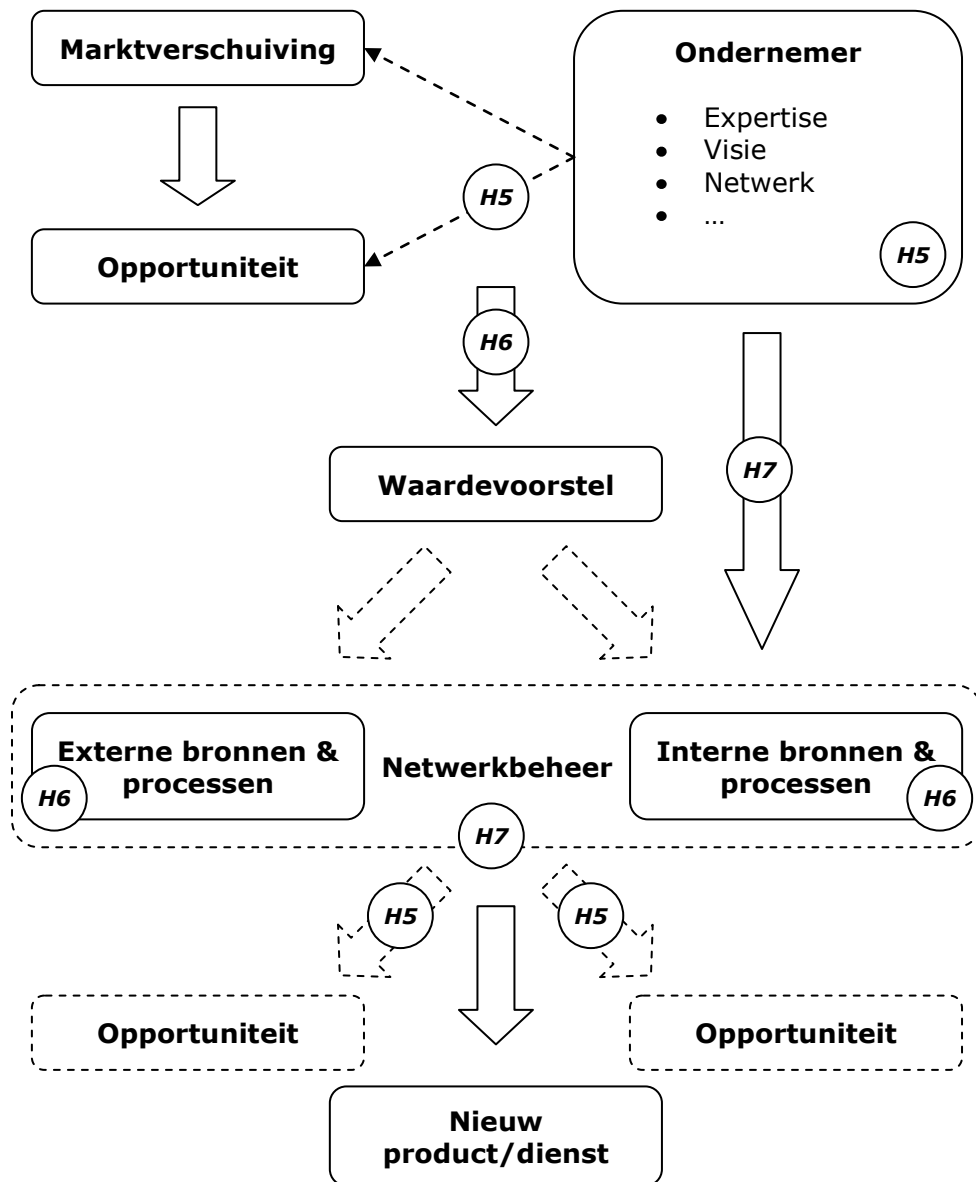 Marktverschuiving
Ondernemer
• Expertise
• Visie
• Netwerk
• ...
H5
H5
Opportuniteit
H6
H7
Waardevoorstel
Externe bronnen &
processen
H6
Netwerkbeheer
Interne bronnen &
processen
H6
H7
H5
H5
Opportuniteit
Opportuniteit
Nieuw
product/dienst